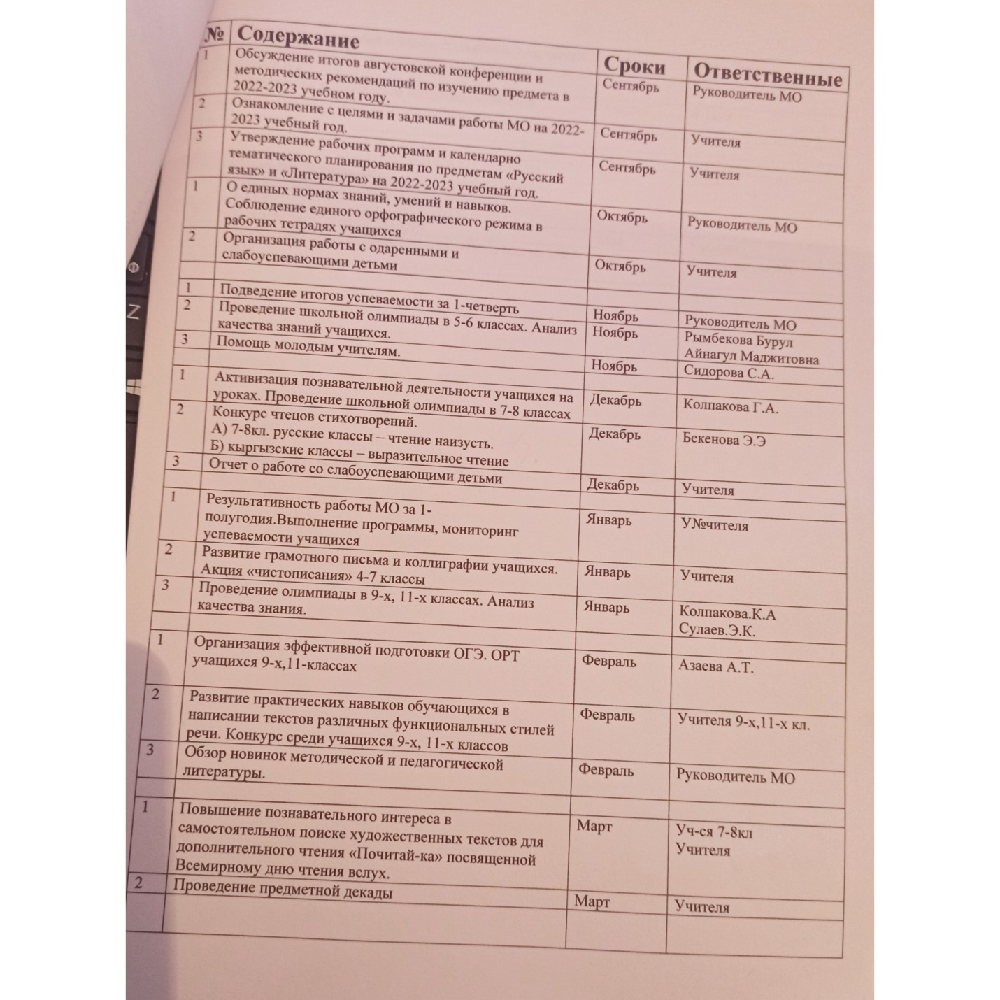 № Содержание Сроки Ответственные
1 Обсуждение итогов августовской конференции и Сентябрь Руководитель МО
методических рекомендаций по изучению предмета в
2022-2023 учебном году.
2 Ознакомление с целями и задачами работы МО на 2022- Сентябрь Учителя
2023 учебный год.
3 Утверждение рабочих программ и календарно Сентябрь Учителя
тематического планирования по предметам «Русский
язык» и «Литература» на 2022-2023 учебный год.
1 О единых нормах знаний, умений и навыков. Октябрь Руководитель МО
Соблюдение единого орфографического режима в
рабочих тетрадях учащихся
2 Организация работы с одаренными и Октябрь Учителя
слабоуспевающими детьми
1 Подведение итогов успеваемости за 1-четверть Ноябрь Руководитель МО
2 Проведение школьной олимпиады в 5-6 классах. Анализ Ноябрь Рымбекова Бурул
качества знаний учащихся. Айнагул Маджитовна
3 Помощь молодым учителям. Ноябрь Сидорова С.А.
1 Активизация познавательной деятельности учащихся на Декабрь Колпакова Г.А.
уроках. Проведение школьной олимпиады в 7-8 классах
2 Конкурс чтецов стихотворений. Декабрь Бекенова Э.Э
А) 7-8кл. русские классы – чтение наизусть.
Б) кыргызские классы – выразительное чтение
3 Отчет о работе со слабоуспевающими детьми Декабрь Учителя
1 Результативность работы МО за 1- Январь У№чителя
полугодия.Выполнение программы, мониторинг
успеваемости учащихся
2 Развитие грамотного письма и коллиграфии учащихся. Январь Учителя
Акция «чистописания» 4-7 классы
3 Проведение олимпиады в 9-х, 11-х классах. Анализ Январь Колпакова.К.А
качества знания. Сулаев.Э.К.
1 Организация эффективной подготовки ОГЭ. ОРТ Февраль Азаева А.Т.
учащихся 9-х,11-классах
2 Развитие практических навыков обучающихся в Февраль Учителя 9-х,11-х кл.
написании текстов различных функциональных стилей
речи. Конкурс среди учащихся 9-х, 11-х классов
3 Обзор новинок методической и педагогической Февраль Руководитель МО
литературы.
1 Повышение познавательного интереса в Март Уч-ся 7-8кл
самостоятельном поиске художественных текстов для Учителя
дополнительного чтения «Почитай-ка» посвященной
Всемирному дню чтения вслух.
2 Проведение предметной декады Март Учителя
Ф
Z